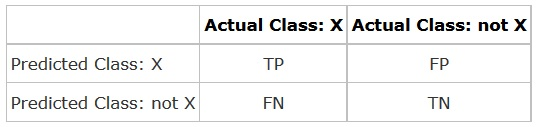 Actual Class: X Actual Class: not X
Predicted Class: X TP FP
Predicted Class: not X FN TN